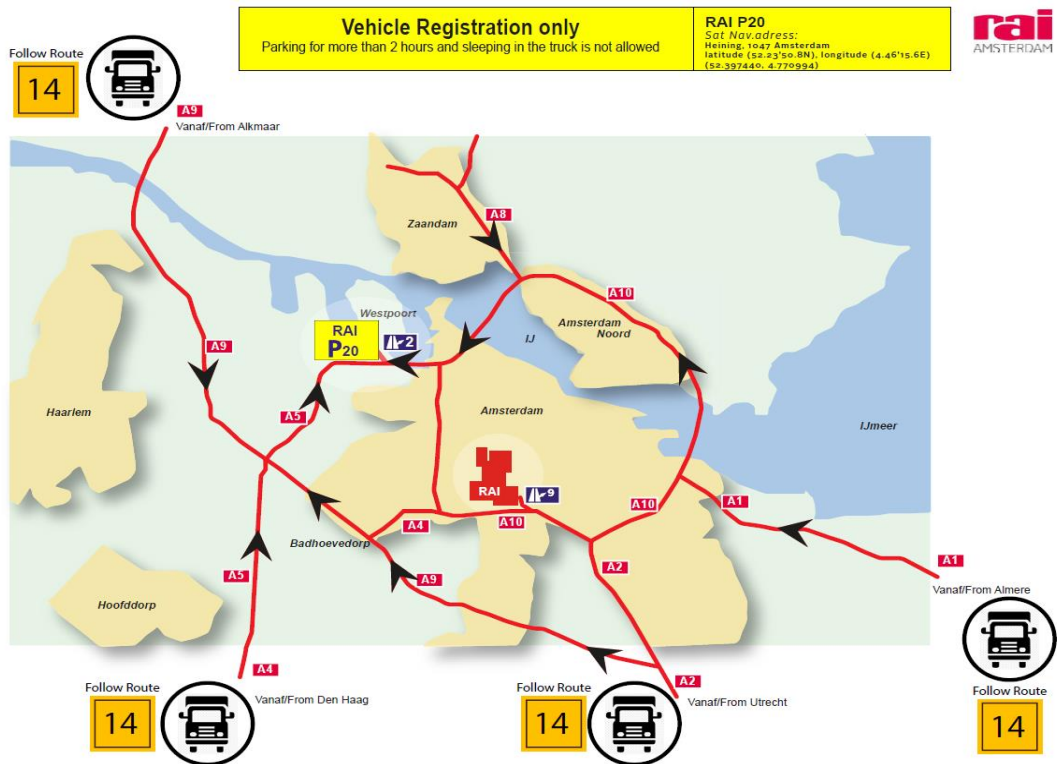 Vehicle Registration only
Parking for more than 2 hours and sleeping in the truck is not allowed
RAI P20
Sat Nav.adress:
Heining, 1047 Amsterdam
latitude (52.23'50.8N), longitude (4.46'15.6E)
(52.397440, 4.770994)
rai
AMSTERDAM
Follow Route
14
A9
Vanaf/From Alkmaar
Zaandam
A8
A10
Westpoort
RAI
P20
2
IJ
Amsterdam
Noord
A9
Haarlem
A5
Amsterdam
IJmeer
RAI
9
A4
A10
A10
A1
Badhoevedorp
A5
A9
A2
A1
Vanaf/From Almere
Hoofddorp
A4
A2
Follow Route
14
Vanaf/From Den Haag
Follow Route
14
Vanaf/From Utrecht
Follow Route
14